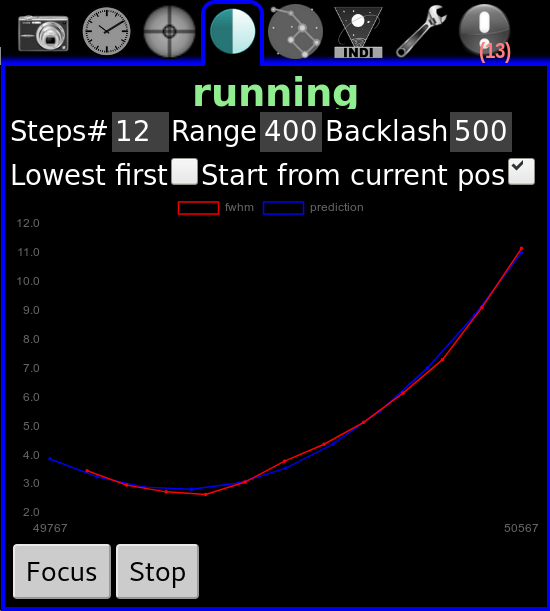 INDI
(13)
running
Steps# 12 Range 400 Backlash 500
Lowest first Start from current pos
fwhm prediction
12.0
11.0
10.0
9.0
8.0
7.0
6.0
5.0
4.0
3.0
2.0
49767 50567
Focus Stop